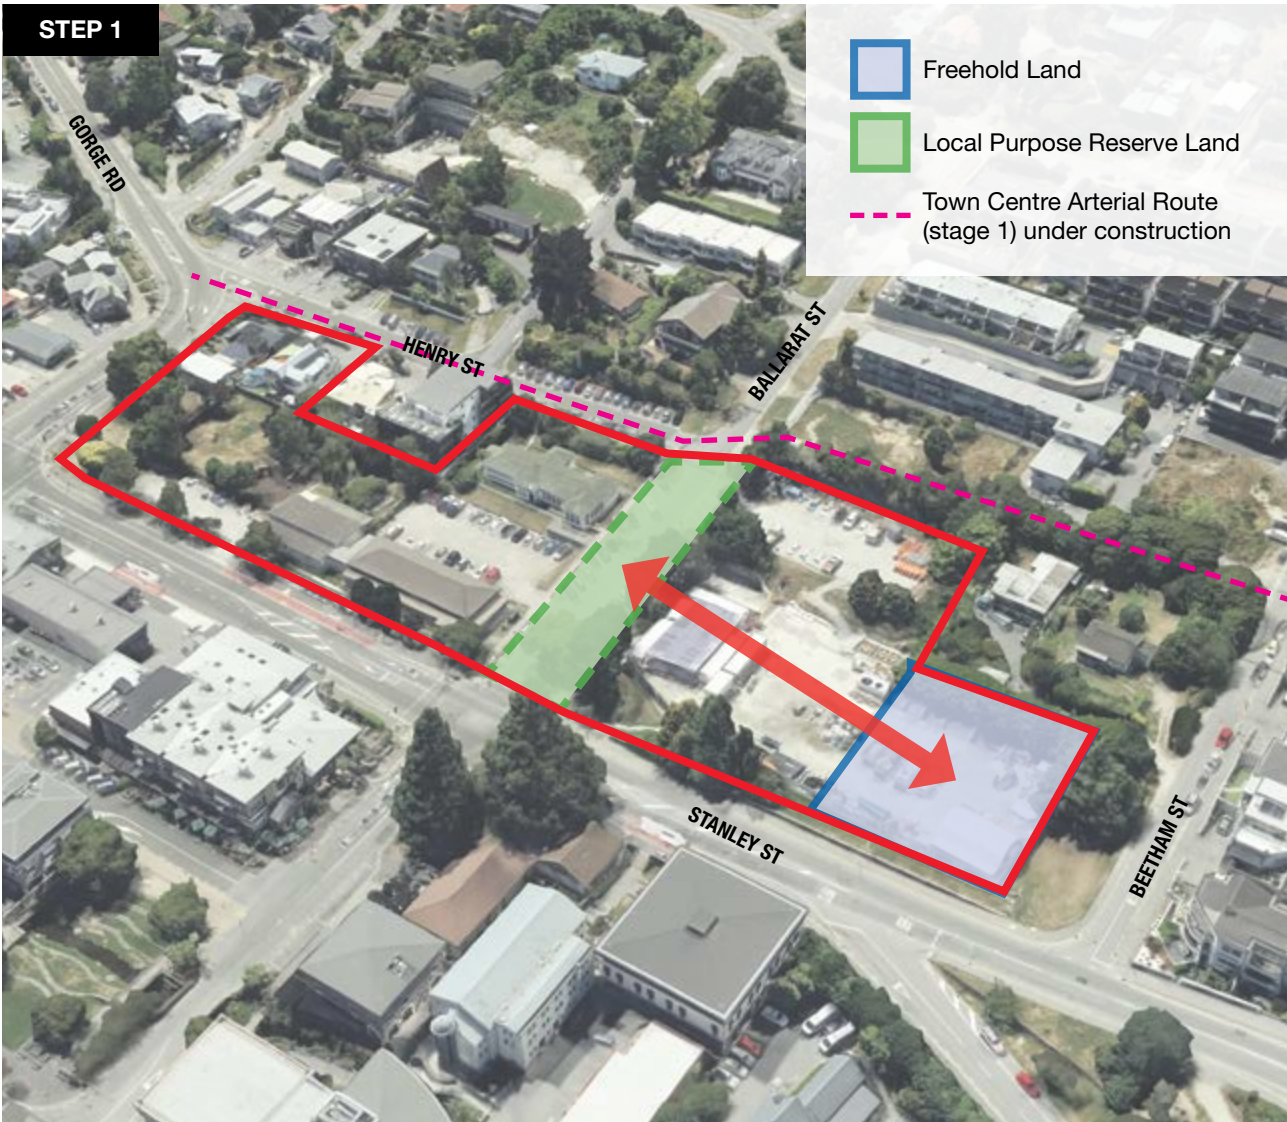 STEP 1
Freehold Land
Local Purpose Reserve Land
Town Centre Arterial Route
(stage 1) under construction
GORGE RD
HENRY ST
BALLARAT ST
STANLEY ST
BEETHAM ST